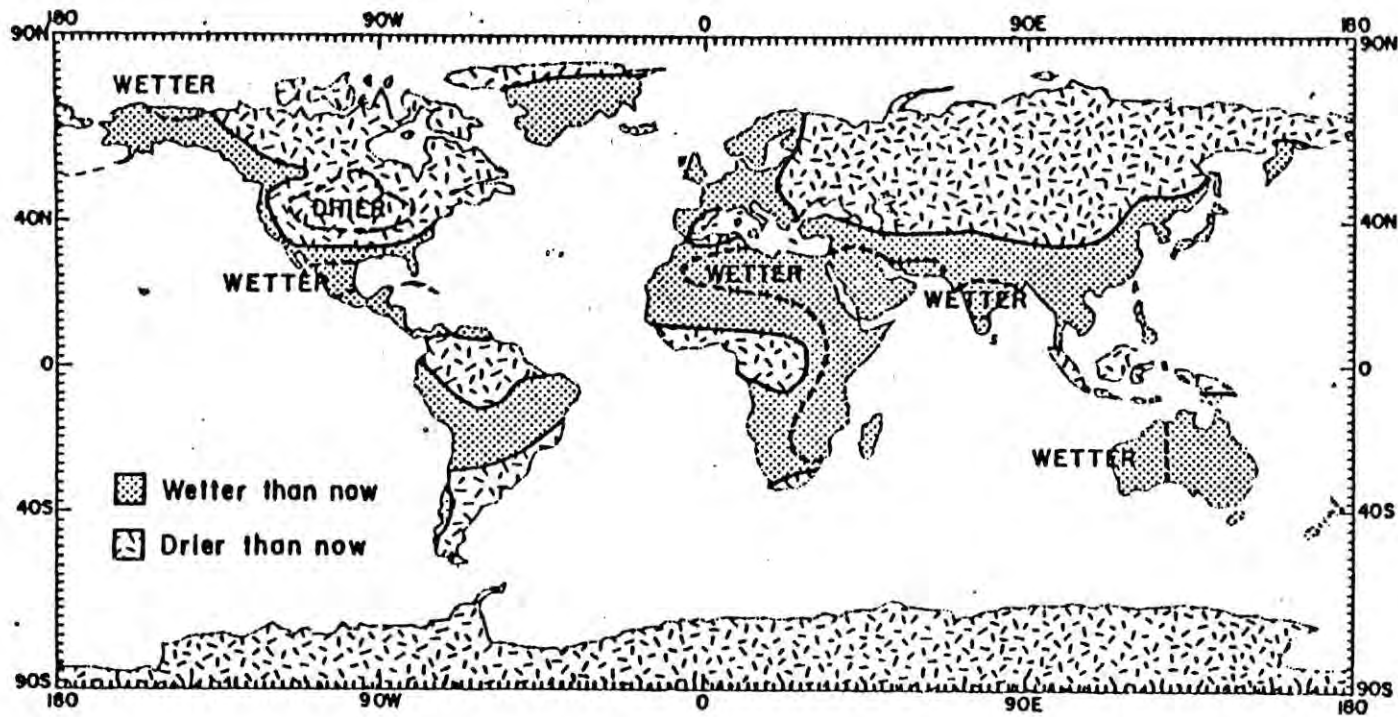 180 90W 0 90E 180
90N 90N
WETTER
40N DRIER 40N
WETTER WETTER WETTER
0 0
WETTER
Wetter than now
40S 40S
Drier than now
90S 90S
180 90W 0 90E 180